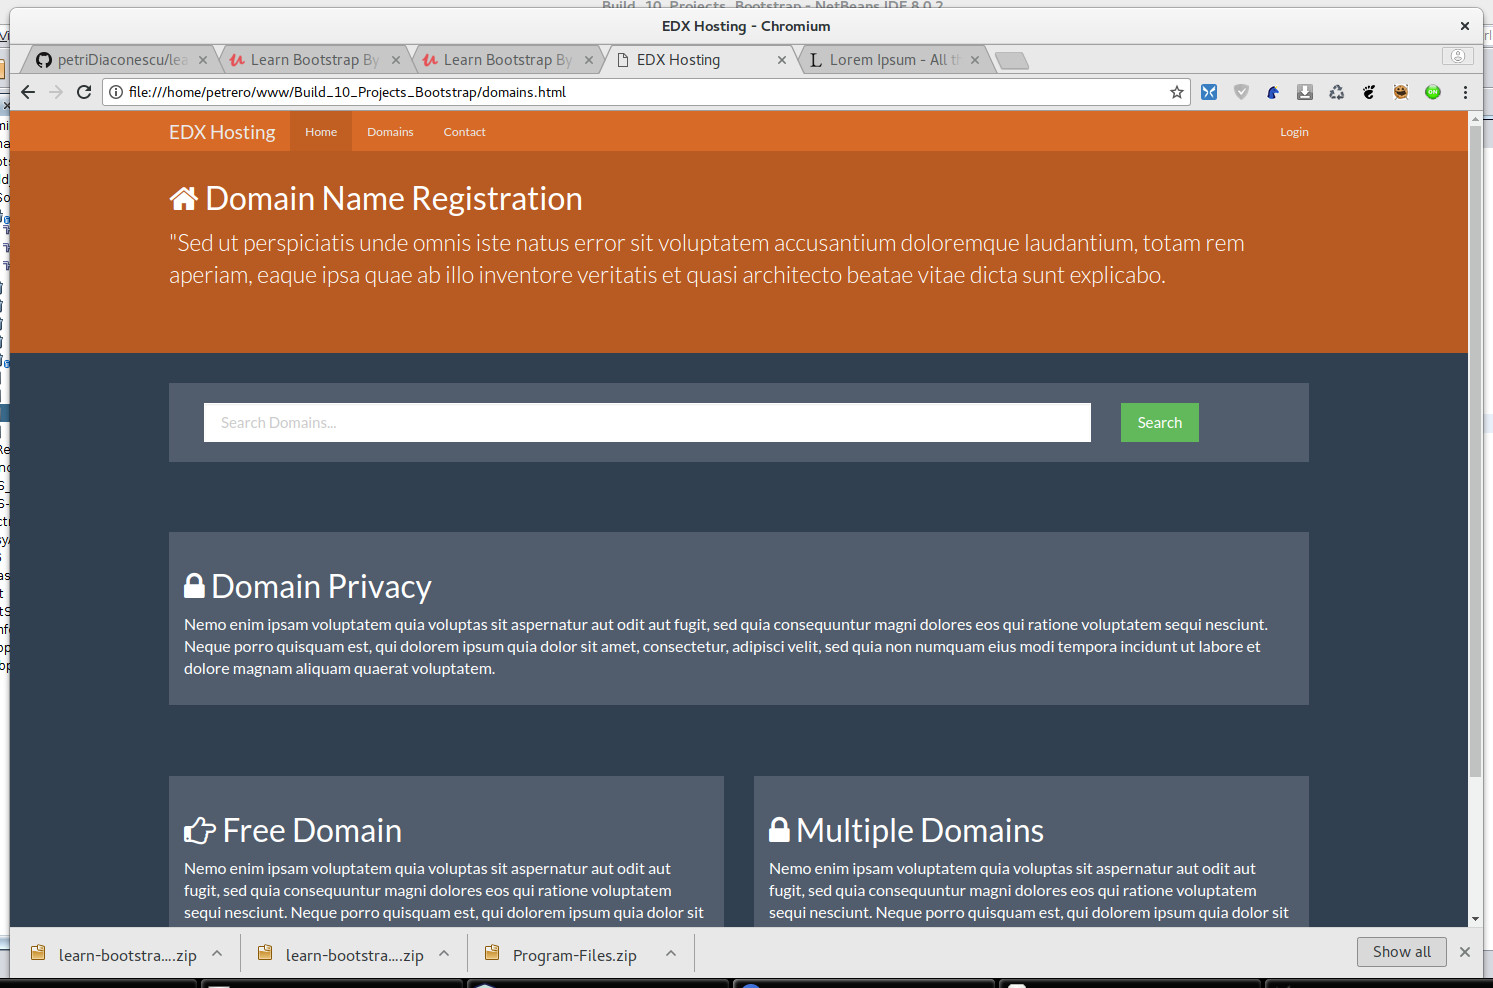 Build_10_Projects_Bootstrap - NetBeans IDE 8.0.2
EDX Hosting - Chromium
petriDiaconescu/lea
Learn Bootstrap By
Learn Bootstrap By
EDX Hosting
Lorem Ipsum - All th
file:///home/petrero/www/Build_10_Projects_Bootstrap/domains.html
EDX Hosting
Home
Domains
Contact
Login
Domain Name Registration
"Sed ut perspiciatis unde omnis iste natus error sit voluptatem accusantium doloremque laudantium, totam rem
aperiam, eaque ipsa quae ab illo inventore veritatis et quasi architecto beatae vitae dicta sunt explicabo.
Search Domains...
Search
Domain Privacy
Nemo enim ipsam voluptatem quia voluptas sit aspernatur aut odit aut fugit, sed quia consequuntur magni dolores eos qui ratione voluptatem sequi nesciunt.
Neque porro quisquam est, qui dolorem ipsum quia dolor sit amet, consectetur, adipisci velit, sed quia non numquam eius modi tempora incidunt ut labore et
dolore magnam aliquam quaerat voluptatem.
Free Domain
Nemo enim ipsam voluptatem quia voluptas sit aspernatur aut odit aut
fugit, sed quia consequuntur magni dolores eos qui ratione voluptatem
sequi nesciunt. Neque porro quisquam est, qui dolorem ipsum quia dolor sit
Multiple Domains
Nemo enim ipsam voluptatem quia voluptas sit aspernatur aut odit aut
fugit, sed quia consequuntur magni dolores eos qui ratione voluptatem
sequi nesciunt. Neque porro quisquam est, qui dolorem ipsum quia dolor sit
learn-bootstra....zip
learn-bootstra....zip
Program-Files.zip
Show all